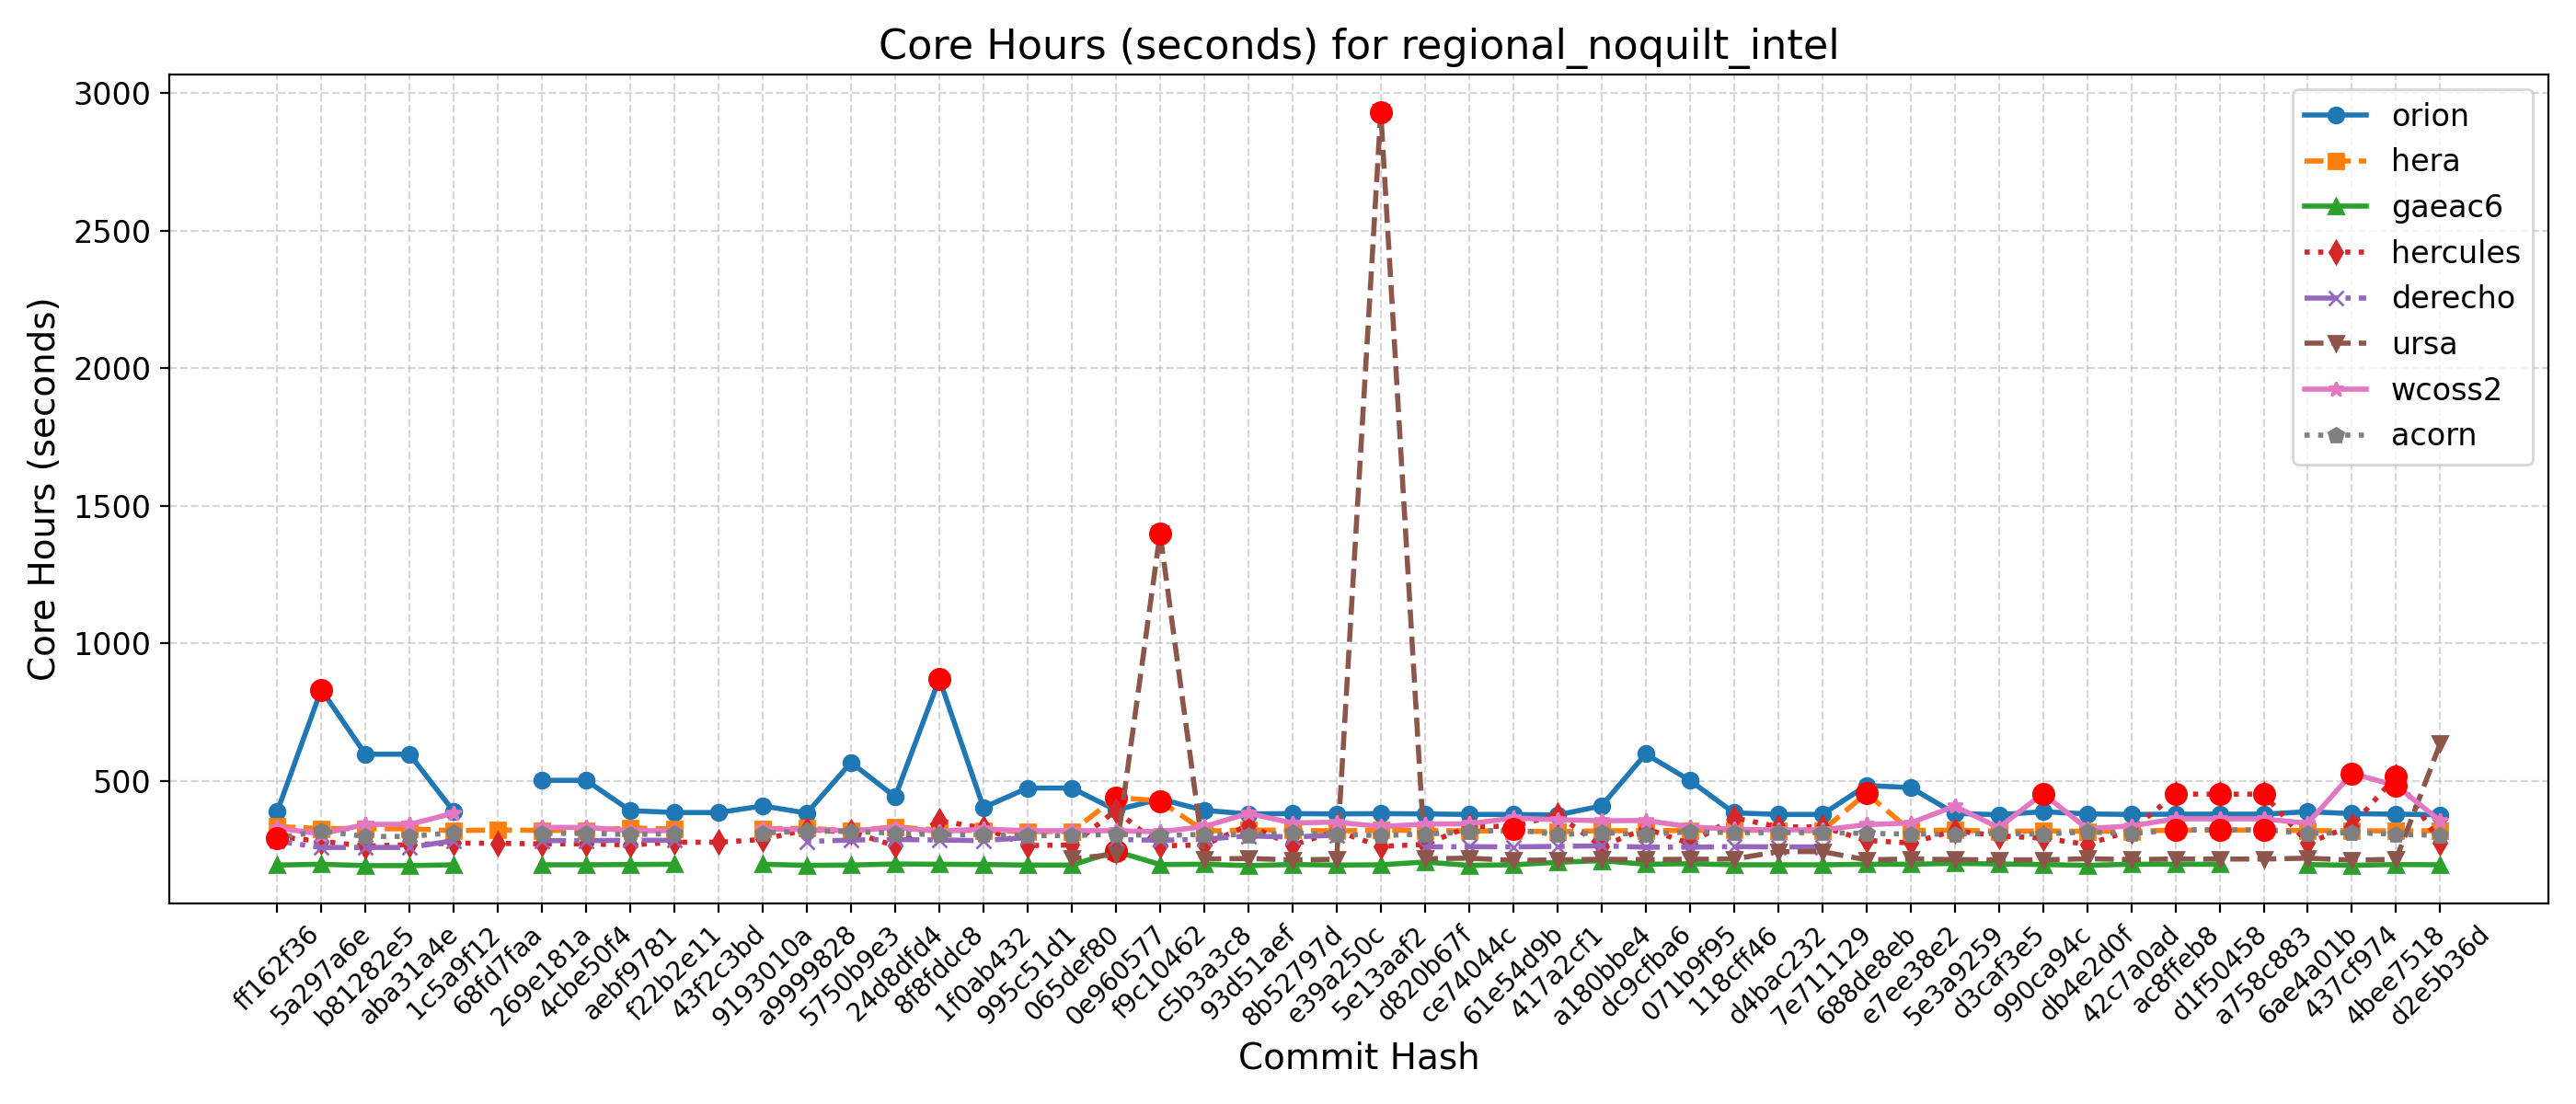 Core Hours (seconds) for regional_noquilt_intel
Core Hours (seconds)
3000
2500
2000
1500
1000
500
orion
hera
gaeac6
hercules
derecho
ursa
wcoss2
acorn
ff162f36
5a297a6e
b81282e5
aba31a4e
1c5a9f12
68fd7faa
269e181a
4cbe50f4
aebf9781
f22b2e11
43f2c3bd
9193010a
a9999828
5750b9e3
24d8dfd4
8f8fddc8
1f0ab432
995c51d1
065def80
0e960577
f9c10462
c5b3a3c8
93d51aef
8b52797d
e39a250c
5e13aaf2
d820b67f
ce74044c
61e54d9b
417a2cf1
a180bbe4
dc9cfba6
071b9f95
118cff46
d4bac232
7e711129
688de8eb
e7ee38e2
5e3a9259
d3caf3e5
990ca94c
db4e2d0f
42c7a0ad
ac8ffeb8
d1f50458
a758c883
6ae4a01b
437cf974
4bee7518
d2e5b36d
Commit Hash